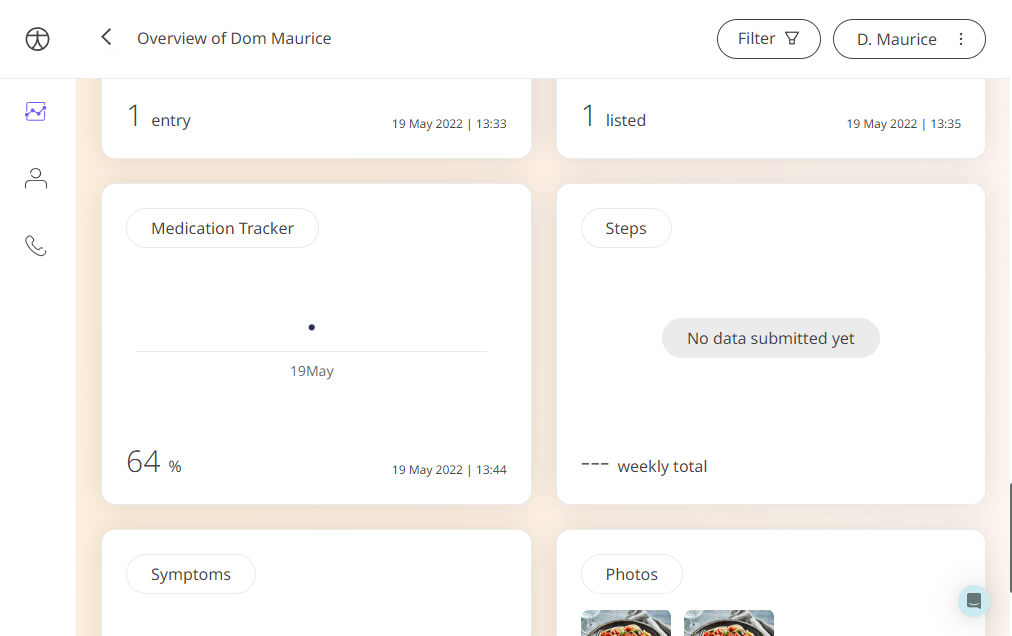 Overview of Dom Maurice
Filter
D. Maurice
1 entry
19 May 2022 | 13:33
1 listed
19 May 2022 | 13:35
Medication Tracker
19May
64 %
19 May 2022 | 13:44
Steps
No data submitted yet
--- weekly total
Symptoms
Photos